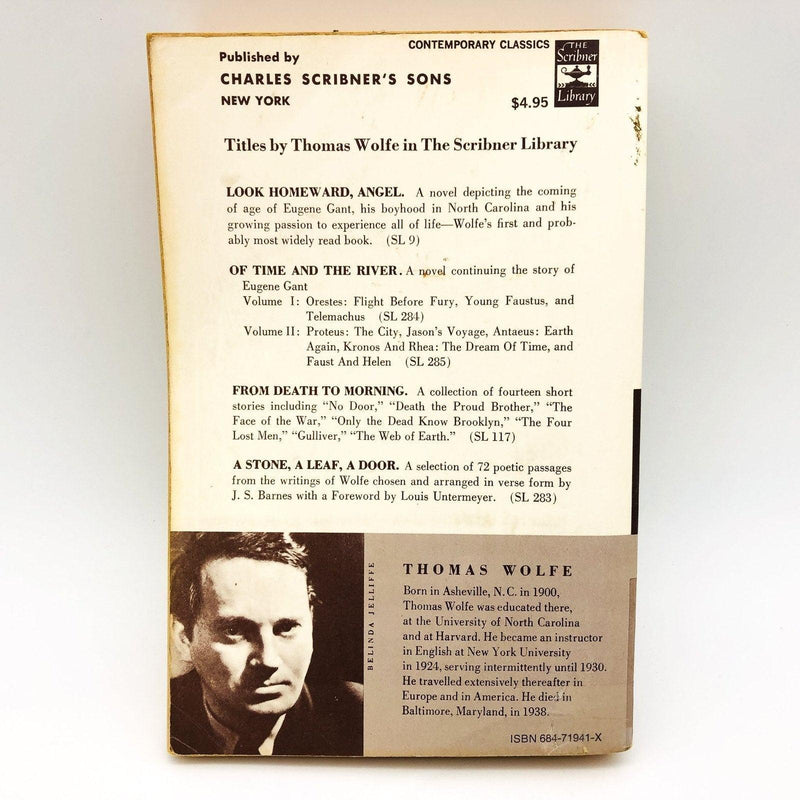 CONTEMPORARY CLASSICS
THE
Scribner
Library
Published by
CHARLES SCRIBNER'S SONS
NEW YORK
$4.95
Titles by Thomas Wolfe in The Scribner Library
LOOK HOMEWARD, ANGEL. A novel depicting the coming
of age of Eugene Gant, his boyhood in North Carolina and his
growing passion to experience all of life—Wolfe's first and prob-
ably most widely read book. (SL 9)
OF TIME AND THE RIVER. A novel continuing the story of
Eugene Gant
Volume I: Orestes: Flight Before Fury, Young Faustus, and
Telemachus (SL 284)
Volume II: Proteus: The City, Jason's Voyage, Antaeus: Earth
Again, Kronos And Rhea: The Dream Of Time, and
Faust And Helen (SL 285)
FROM DEATH TO MORNING. A collection of fourteen short
stories including "No Door," "Death the Proud Brother," "The
Face of the War," "Only the Dead Know Brooklyn," "The Four
Lost Men," "Gulliver," "The Web of Earth." (SL 117)
A STONE, A LEAF, A DOOR. A selection of 72 poetic passages
from the writings of Wolfe chosen and arranged in verse form by
J. S. Barnes with a Foreword by Louis Untermeyer. (SL 283)
BELINDA JELLIFFE
THOMAS WOLFE
Born in Asheville, N.C. in 1900,
Thomas Wolfe was educated there,
at the University of North Carolina
and at Harvard. He became an instructor
in English at New York University
in 1924, serving intermittently until 1930.
He travelled extensively thereafter in
Europe and in America. He died in
Baltimore, Maryland, in 1938.
ISBN 684-71941-X